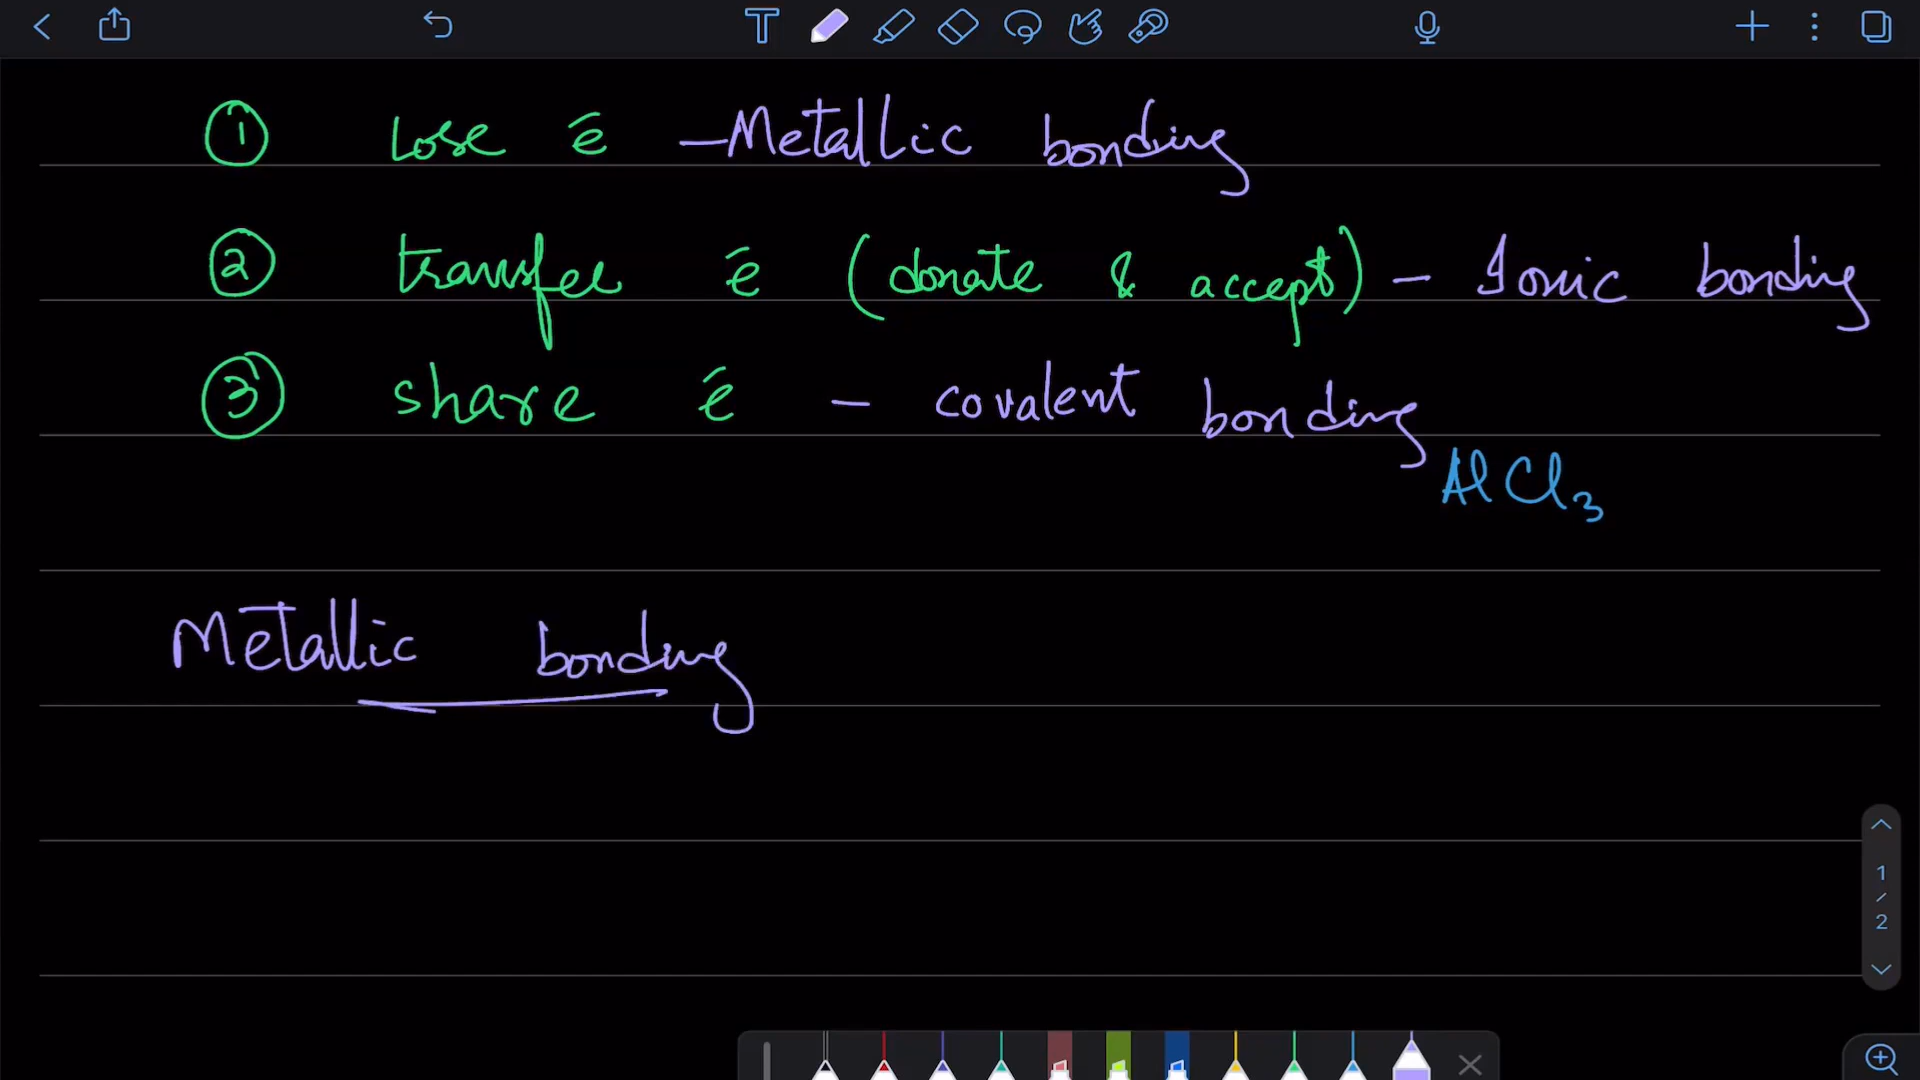 ① Lose ē – Metallic bonding
② transfer ē (donate & accept) – Ionic bonding
③ share ē – covalent bonding
AlCl₃
Metallic bonding
1
/
2